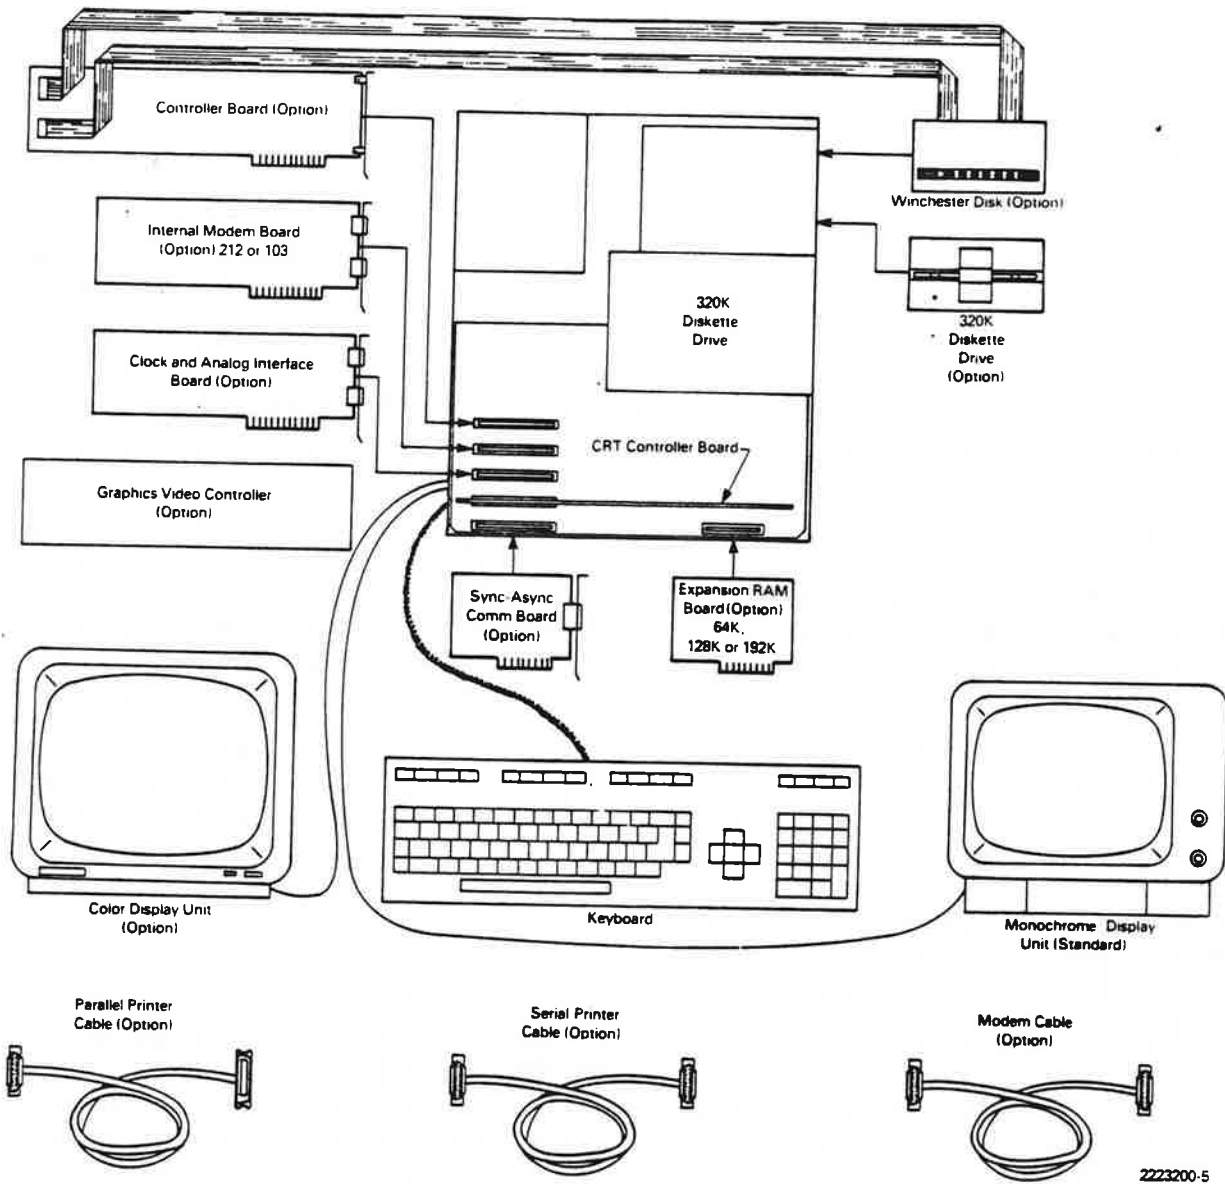 Controller Board (Option)
Winchester Disk (Option)
Internal Modem Board
(Option) 212 or 103
320K
Diskette
Drive
320K
Diskette
Drive
(Option)
Clock and Analog Interface
Board (Option)
CRT Controller Board
Graphics Video Controller
(Option)
Sync-Async
Comm Board
(Option)
Expansion RAM
Board (Option)
64K,
128K or 192K
Color Display Unit
(Option)
Keyboard
Monochrome Display
Unit (Standard)
Parallel Printer
Cable (Option)
Serial Printer
Cable (Option)
Modem Cable
(Option)
2223200-5